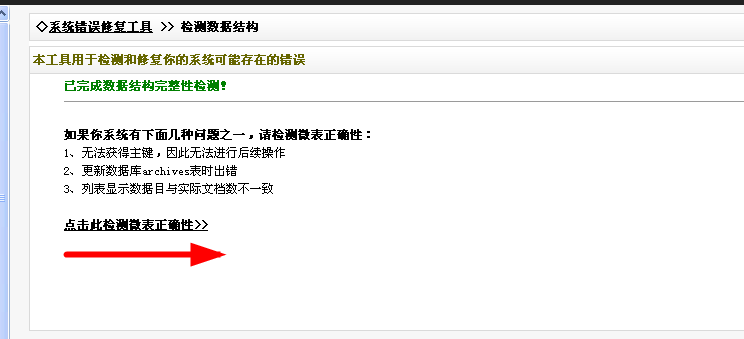 ◇系统错误修复工具 >> 检测数据结构
本工具用于检测和修复你的系统可能存在的错误
已完成数据结构完整性检测！
如果你系统有下面几种问题之一，请检测微表正确性：
1、无法获得主键，因此无法进行后续操作
2、更新数据库archives表时出错
3、列表显示数据目与实际文档数不一致
点击此检测微表正确性>>